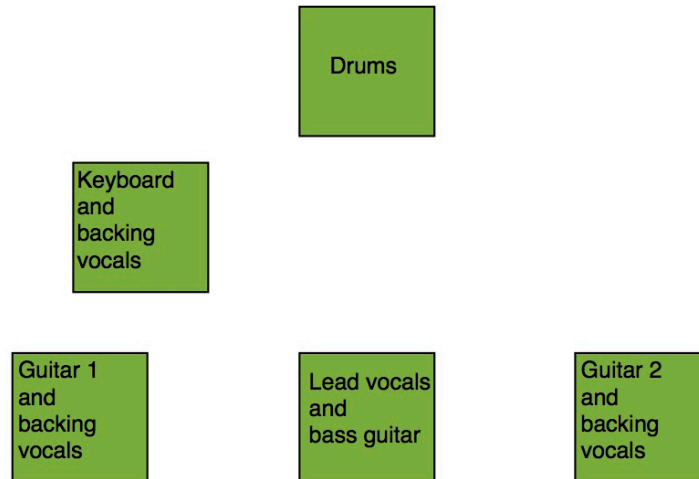 Drums
Keyboard
and
backing
vocals
Guitar 1
and
backing
vocals
Lead vocals
and
bass guitar
Guitar 2
and
backing
vocals